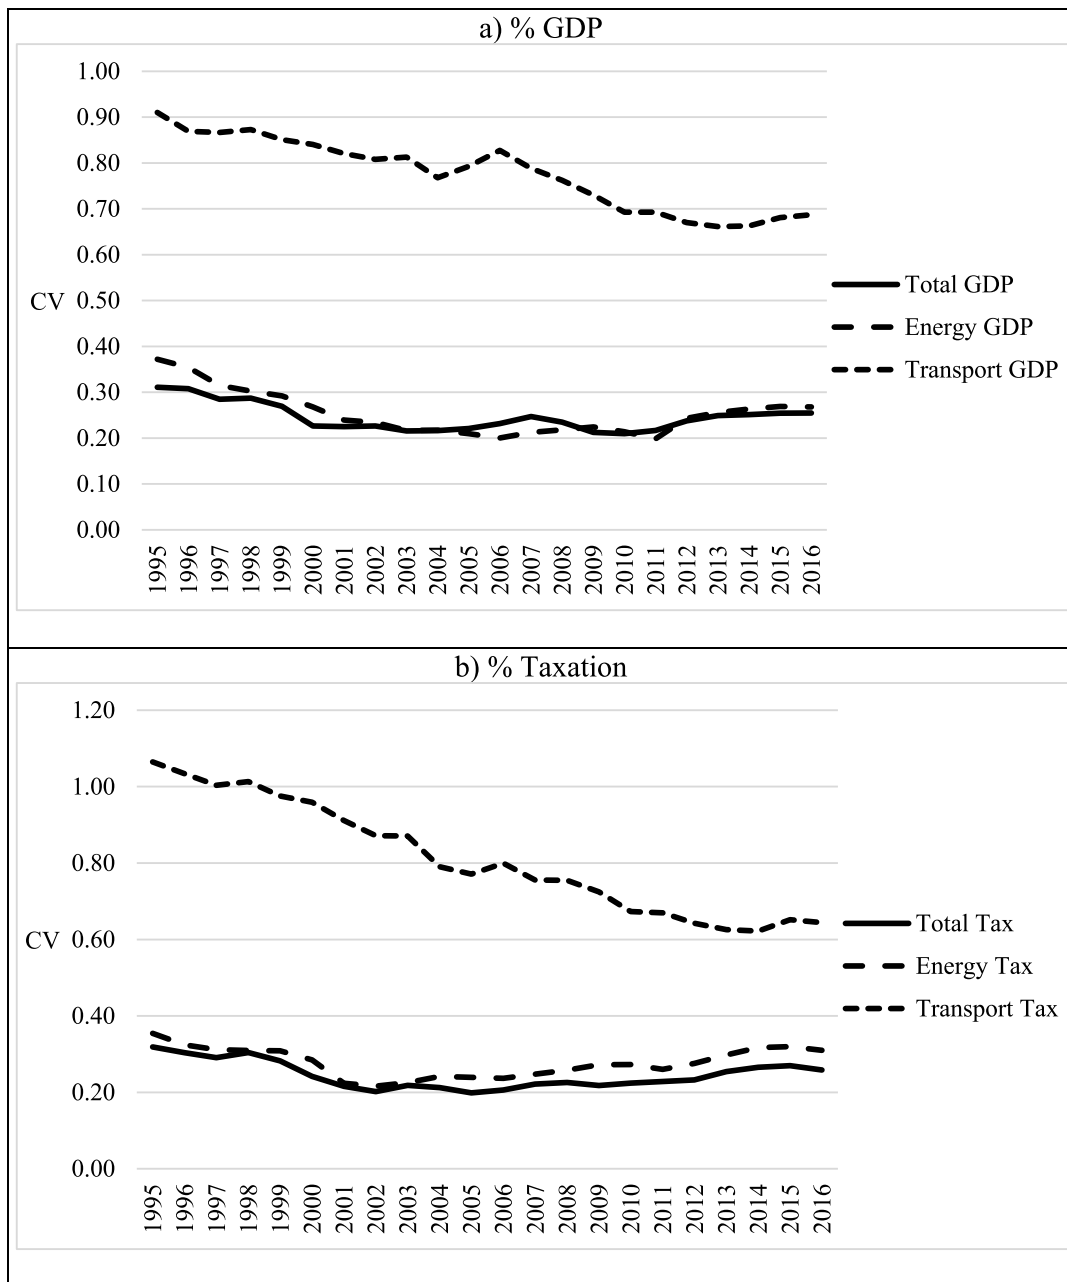 a) % GDP
1.00
0.90
0.80
0.70
0.60
0.50
0.40
0.30
0.20
0.10
0.00
CV
1995 1996 1997 1998 1999 2000 2001 2002 2003 2004 2005 2006 2007 2008 2009 2010 2011 2012 2013 2014 2015 2016
Total GDP
Energy GDP
Transport GDP
b) % Taxation
1.20
1.00
0.80
0.60
0.40
0.20
0.00
CV
1995 1996 1997 1998 1999 2000 2001 2002 2003 2004 2005 2006 2007 2008 2009 2010 2011 2012 2013 2014 2015 2016
Total Tax
Energy Tax
Transport Tax